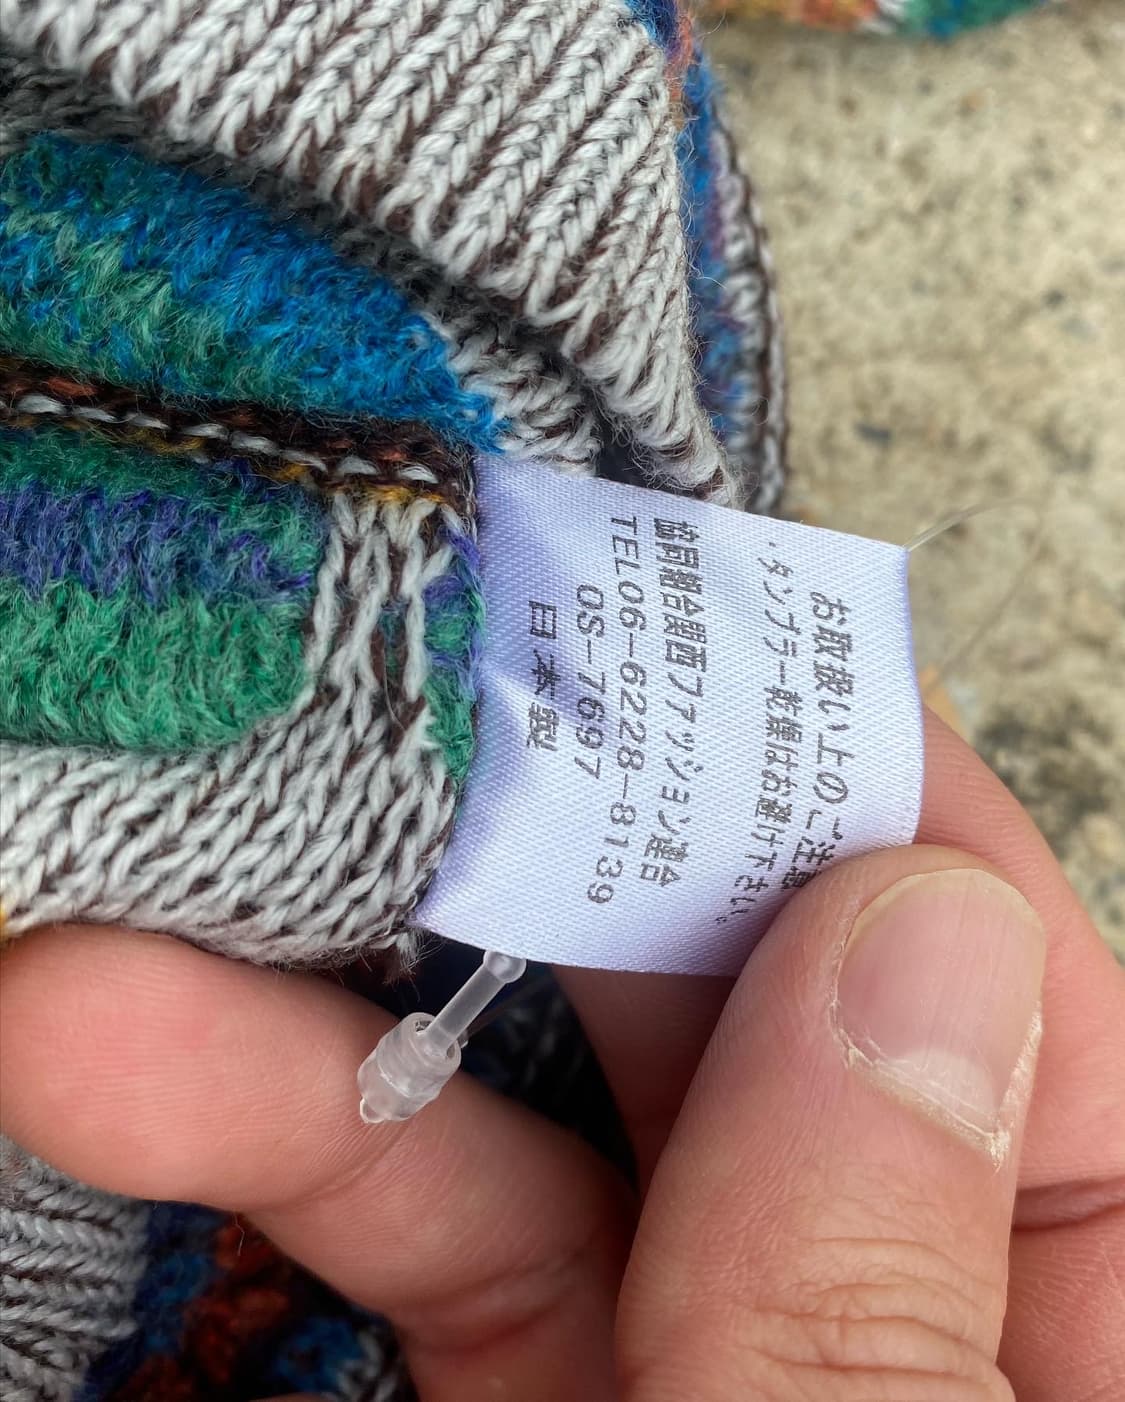 お取扱い上のご注意
・タンブラー乾燥はお避け下さい。
協同組合関西ファッション連合
TEL06-6228-8139
OS-7697
日本製